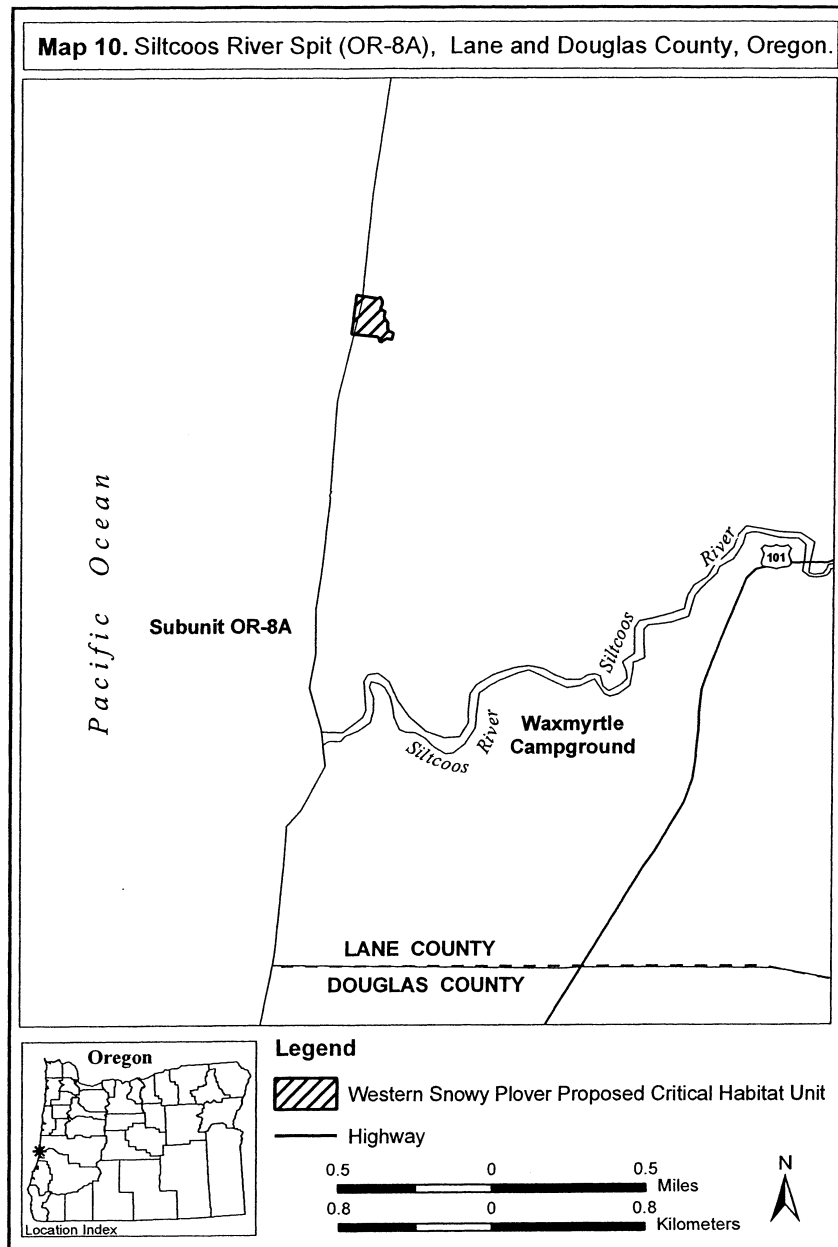 Map 10. Siltcoos River Spit (OR-8A), Lane and Douglas County, Oregon.
Pacific Ocean
Subunit OR-8A
River
101
Siltcoos
Waxmyrtle
Campground
Siltcoos
River
LANE COUNTY
DOUGLAS COUNTY
Oregon
Location Index
Legend
Western Snowy Plover Proposed Critical Habitat Unit
Highway
0.5 0 0.5
Miles
0.8 0 0.8
Kilometers
N